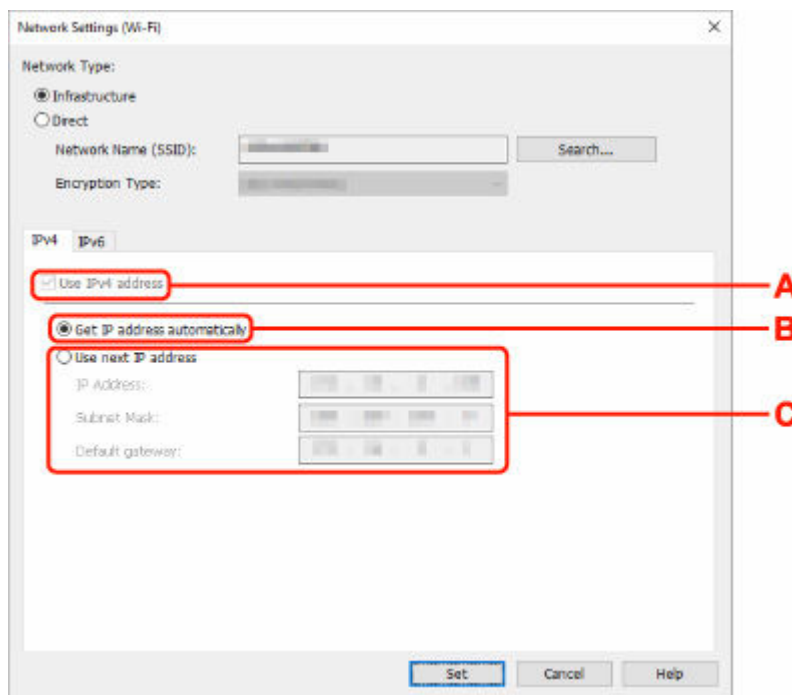 Network Settings (Wi-Fi)
Network Type:
Infrastructure
Direct
Network Name (SSID):
Search...
Encryption Type:
IPv4 IPv6
Use IPv4 address
A
Get IP address automatically
B
Use next IP address
IP Address:
Subnet Mask:
C
Default gateway:
Set Cancel Help